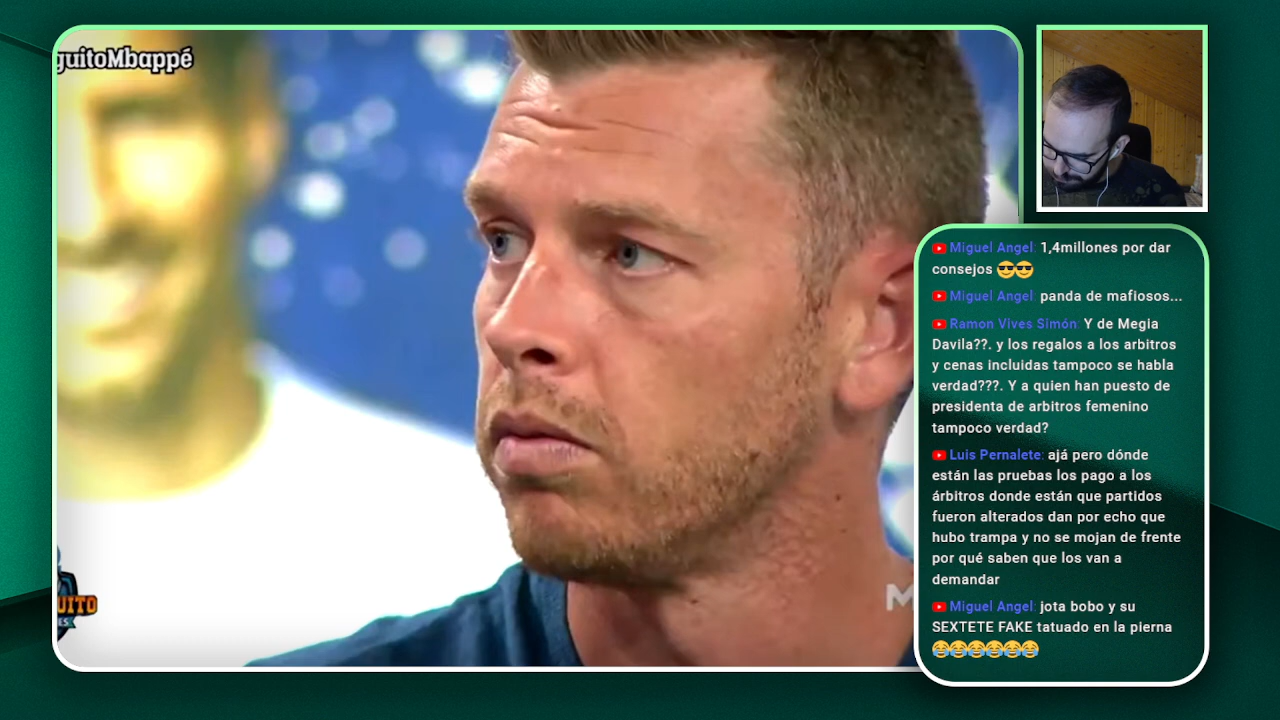 guitoMbappé
UITO
ES
M
Miguel Angel: 1,4millones por dar
consejos 😎😎
Miguel Angel: panda de mafiosos...
Ramon Vives Simón: Y de Megia
Davila??. y los regalos a los arbitros
y cenas incluidas tampoco se habla
verdad???. Y a quien han puesto de
presidenta de arbitros femenino
tampoco verdad?
Luis Pernalete: ajá pero dónde
están las pruebas los pago a los
árbitros donde están que partidos
fueron alterados dan por echo que
hubo trampa y no se mojan de frente
por qué saben que los van a
demandar
Miguel Angel: jota bobo y su
SEXTETE FAKE tatuado en la pierna
😂😂😂😂😂😂